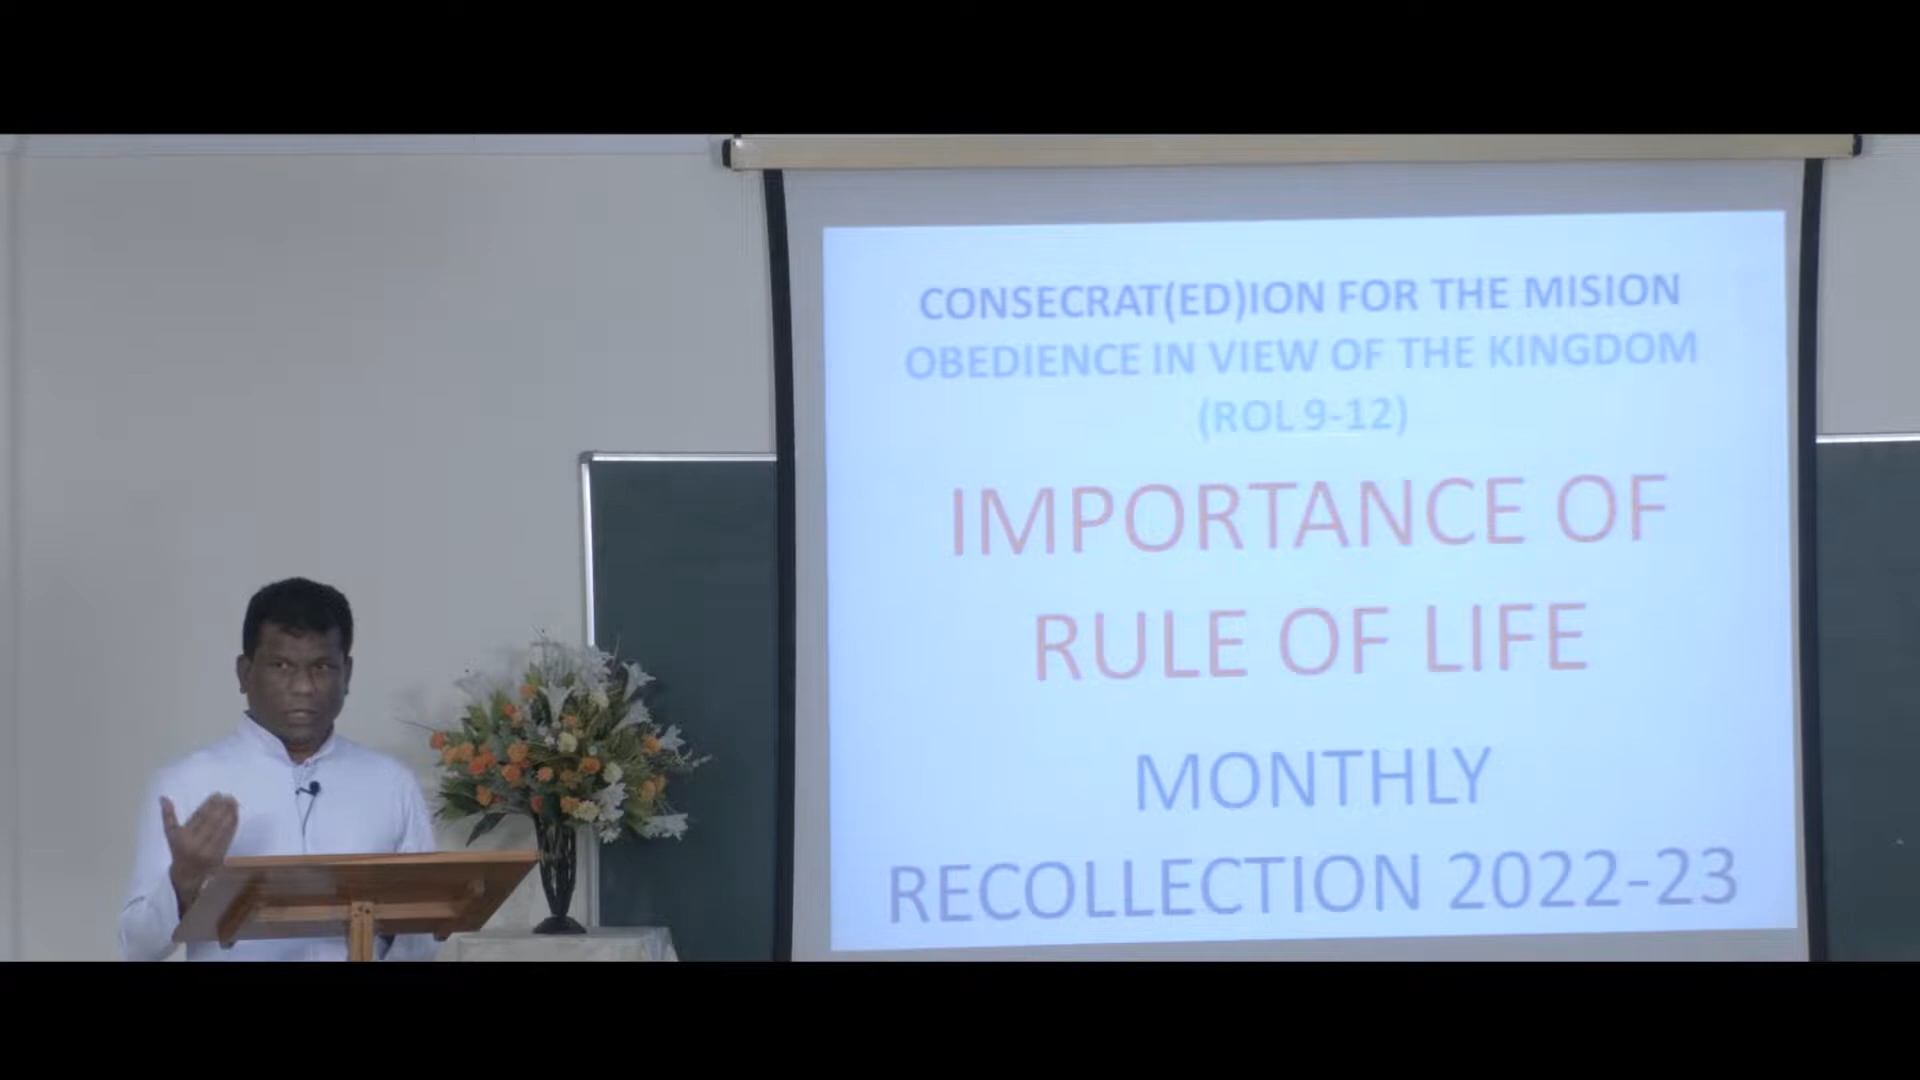 CONSECRAT(ED)ION FOR THE MISION
OBEDIENCE IN VIEW OF THE KINGDOM
(ROL 9-12)
IMPORTANCE OF
RULE OF LIFE
MONTHLY
RECOLLECTION 2022-23